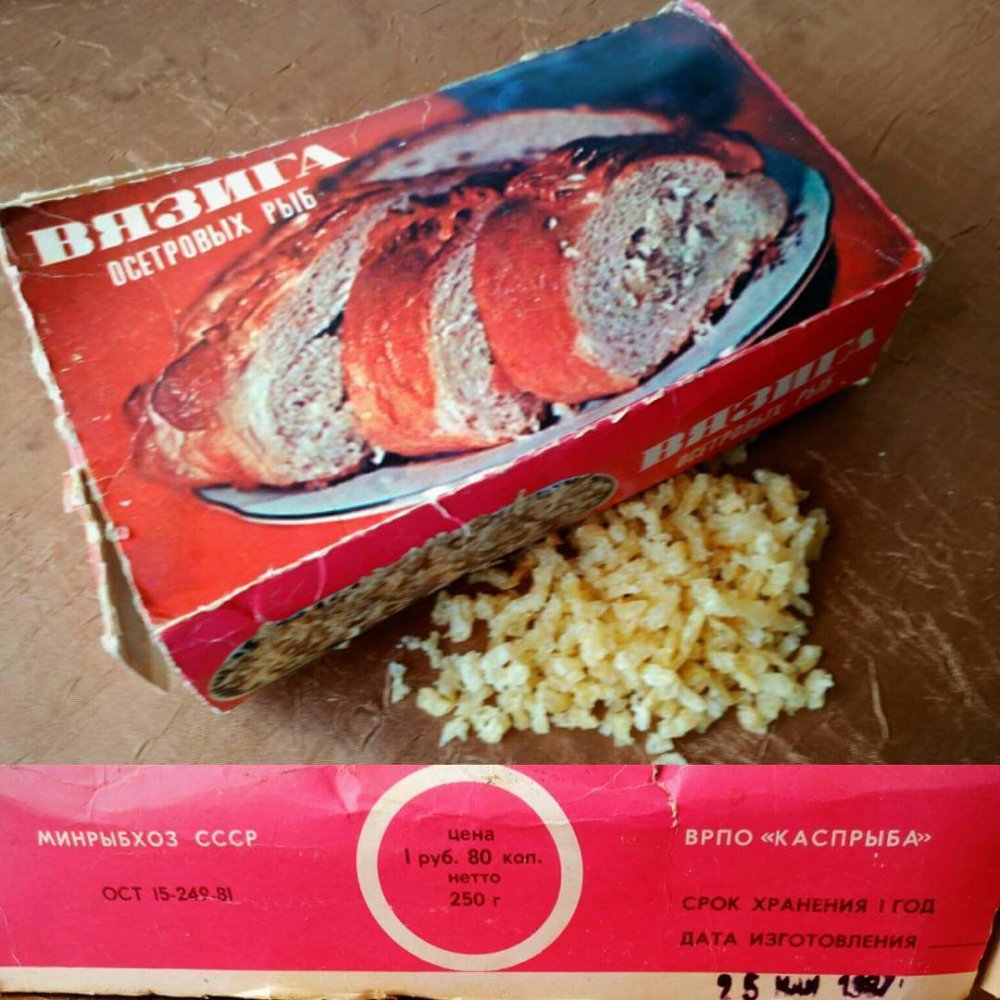 ВЯЗИГА
ОСЕТРОВЫХ РЫБ
ВЯЗИГА
ОСЕТРОВЫХ РЫБ
МИНРЫБХОЗ СССР
ОСТ 15-249-81
цена
1 руб. 80 коп.
нетто
250 г
ВРПО «КАСПРЫБА»
СРОК ХРАНЕНИЯ 1 ГОД
ДАТА ИЗГОТОВЛЕНИЯ
25